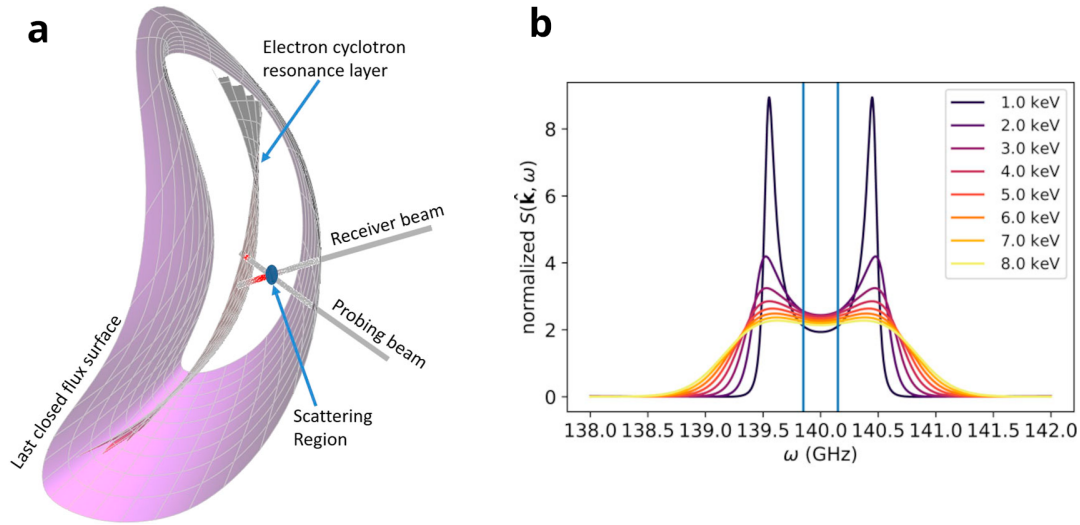 a
Electron cyclotron
resonance layer
Receiver beam
Probing beam
Last closed flux surface
Scattering
Region
b
normalized S(k̂, ω)
8
6
4
2
0
1.0 keV
2.0 keV
3.0 keV
4.0 keV
5.0 keV
6.0 keV
7.0 keV
8.0 keV
138.0 138.5 139.0 139.5 140.0 140.5 141.0 141.5 142.0
ω (GHz)